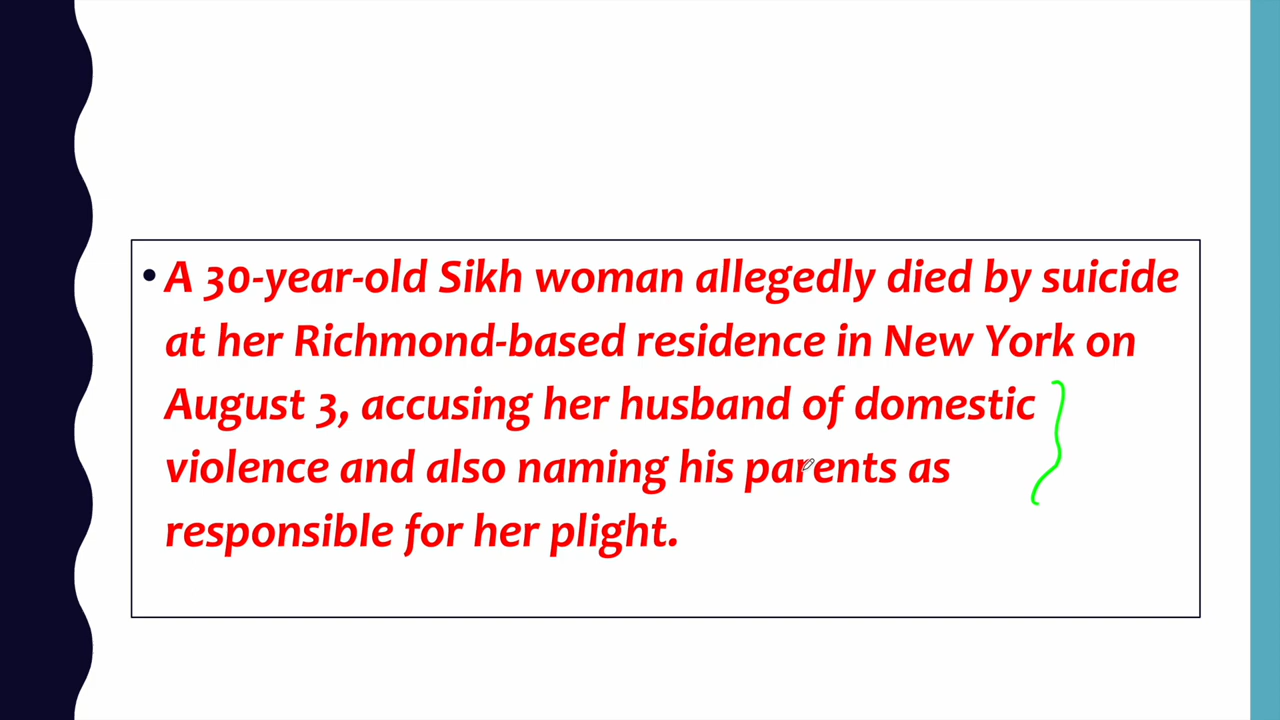 • A 30-year-old Sikh woman allegedly died by suicide
at her Richmond-based residence in New York on
August 3, accusing her husband of domestic
violence and also naming his parents as
responsible for her plight.